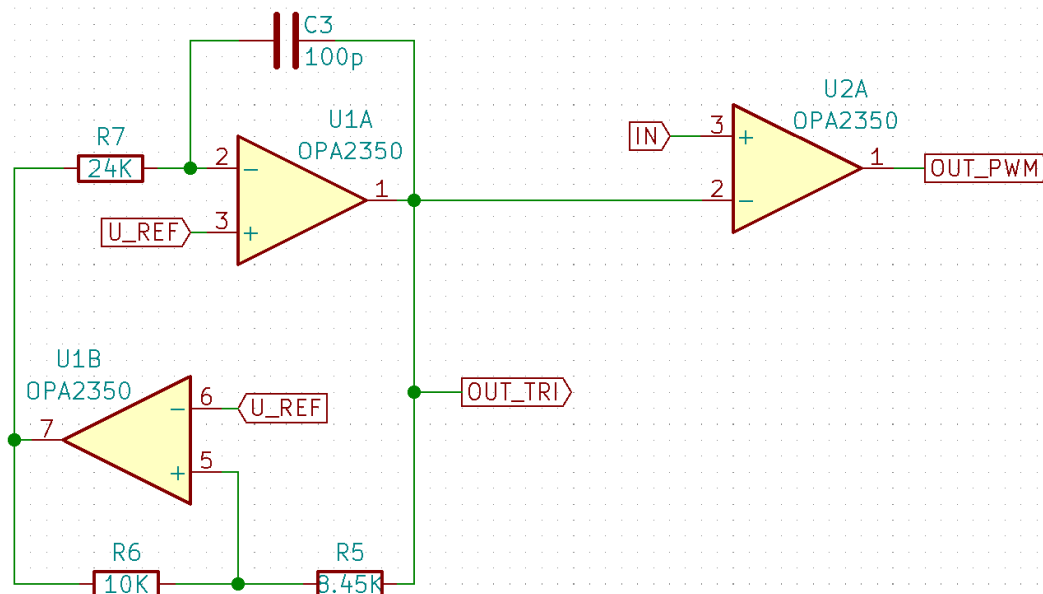 C3
100p
U2A
OPA2350
R7
24K
U1A
OPA2350
2
−
1
U_REF
3
+
IN
3
+
1
OUT_PWM
2
−
U1B
OPA2350
6
−
U_REF
7
5
+
OUT_TRI
R6
10K
R5
8.45K